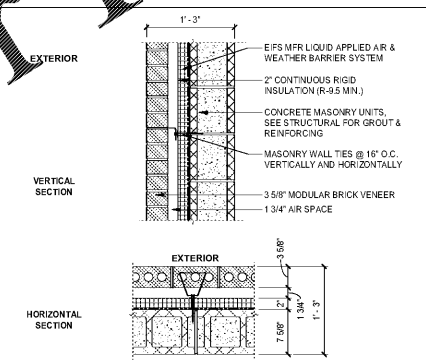 1' - 3"
EXTERIOR
EIFS MFR LIQUID APPLIED AIR &
WEATHER BARRIER SYSTEM
2" CONTINUOUS RIGID
INSULATION (R-9.5 MIN.)
CONCRETE MASONRY UNITS,
SEE STRUCTURAL FOR GROUT &
REINFORCING
MASONRY WALL TIES @ 16" O.C.
VERTICALLY AND HORIZONTALLY
VERTICAL
SECTION
3 5/8" MODULAR BRICK VENEER
1 3/4" AIR SPACE
EXTERIOR
HORIZONTAL
SECTION
3 5/8"
2"
1 3/4"
7 5/8"
1' - 3"